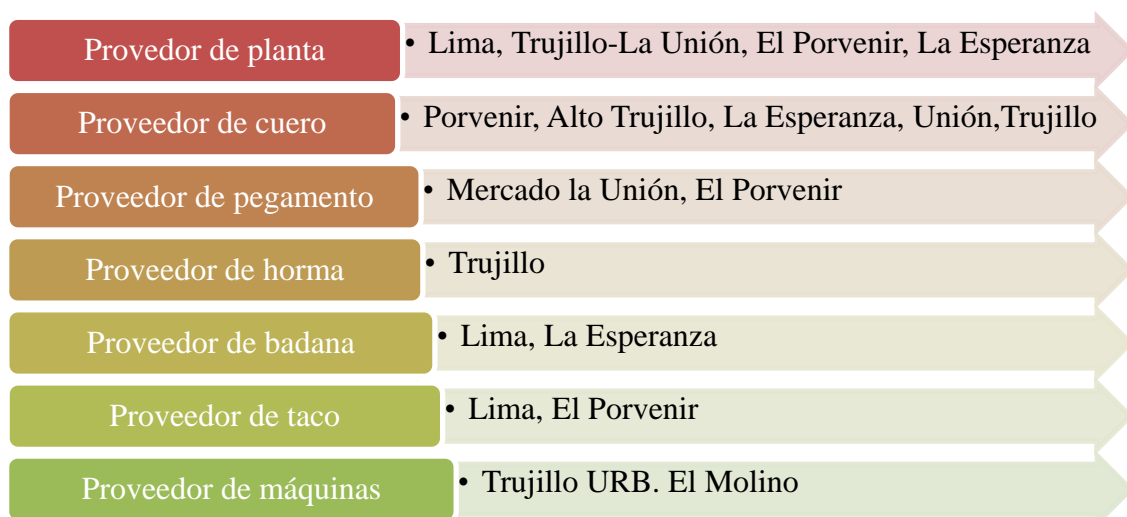 Provedor de planta
• Lima, Trujillo-La Unión, El Porvenir, La Esperanza
Proveedor de cuero
• Porvenir, Alto Trujillo, La Esperanza, Unión,Trujillo
Proveedor de pegamento
• Mercado la Unión, El Porvenir
Proveedor de horma
• Trujillo
Proveedor de badana
• Lima, La Esperanza
Proveedor de taco
• Lima, El Porvenir
Proveedor de máquinas
• Trujillo URB. El Molino